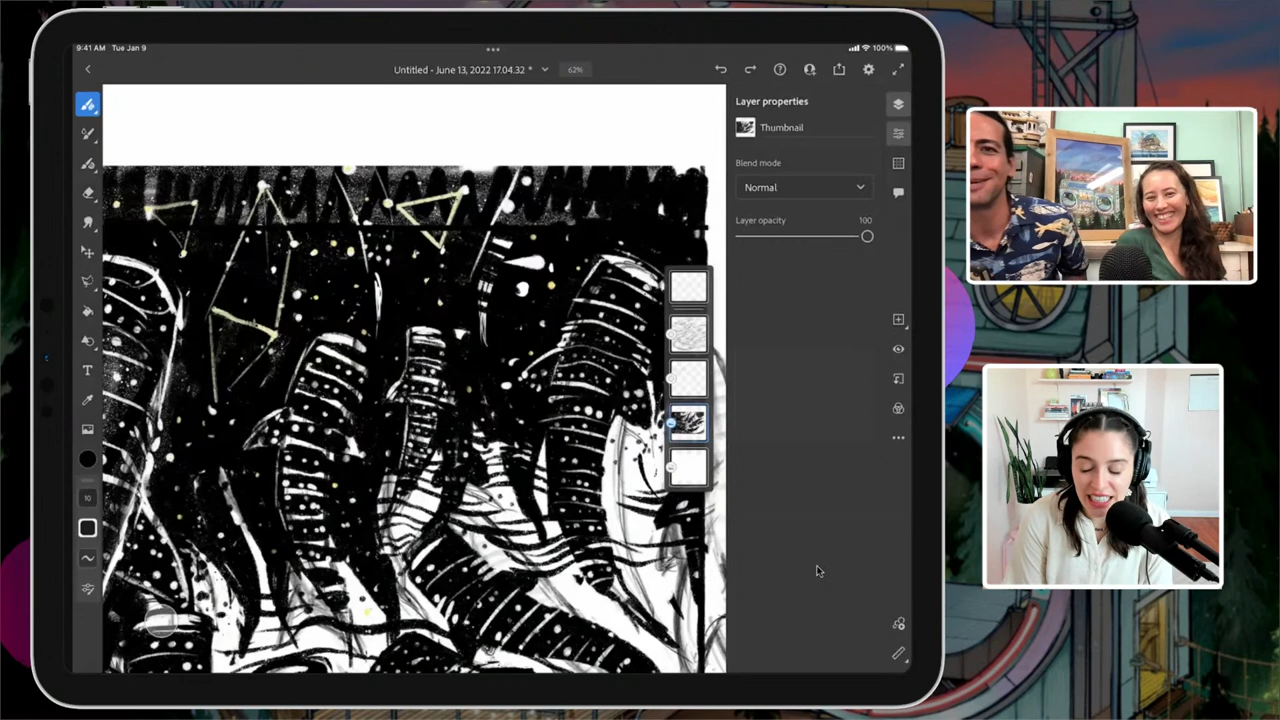 9:41 AM Tue Jan 9
100%
Untitled - June 13, 2022 17.04.32 *
62%
Layer properties
Thumbnail
Blend mode
Normal
Layer opacity
100
T
10